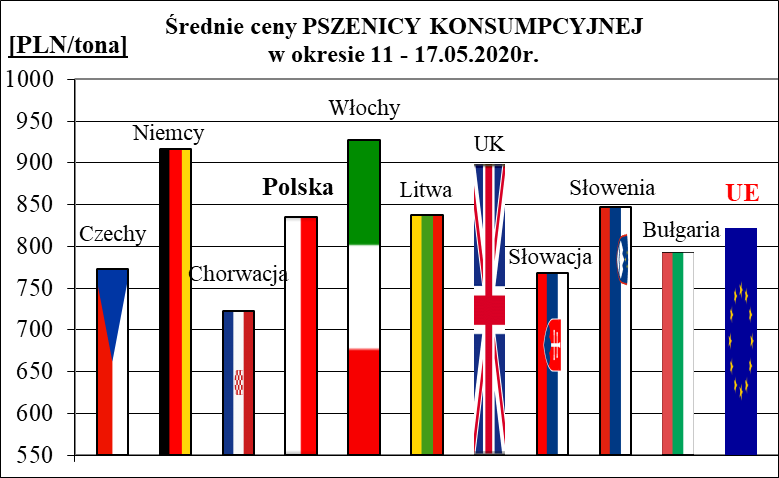 Średnie ceny PSZENICY KONSUMPCYJNEJ
w okresie 11 - 17.05.2020r.
[PLN/tona]
1000
950
900
850
800
750
700
650
600
550
Czechy
Niemcy
Chorwacja
Polska
Włochy
Litwa
UK
Słowacja
Słowenia
Bułgaria
UE